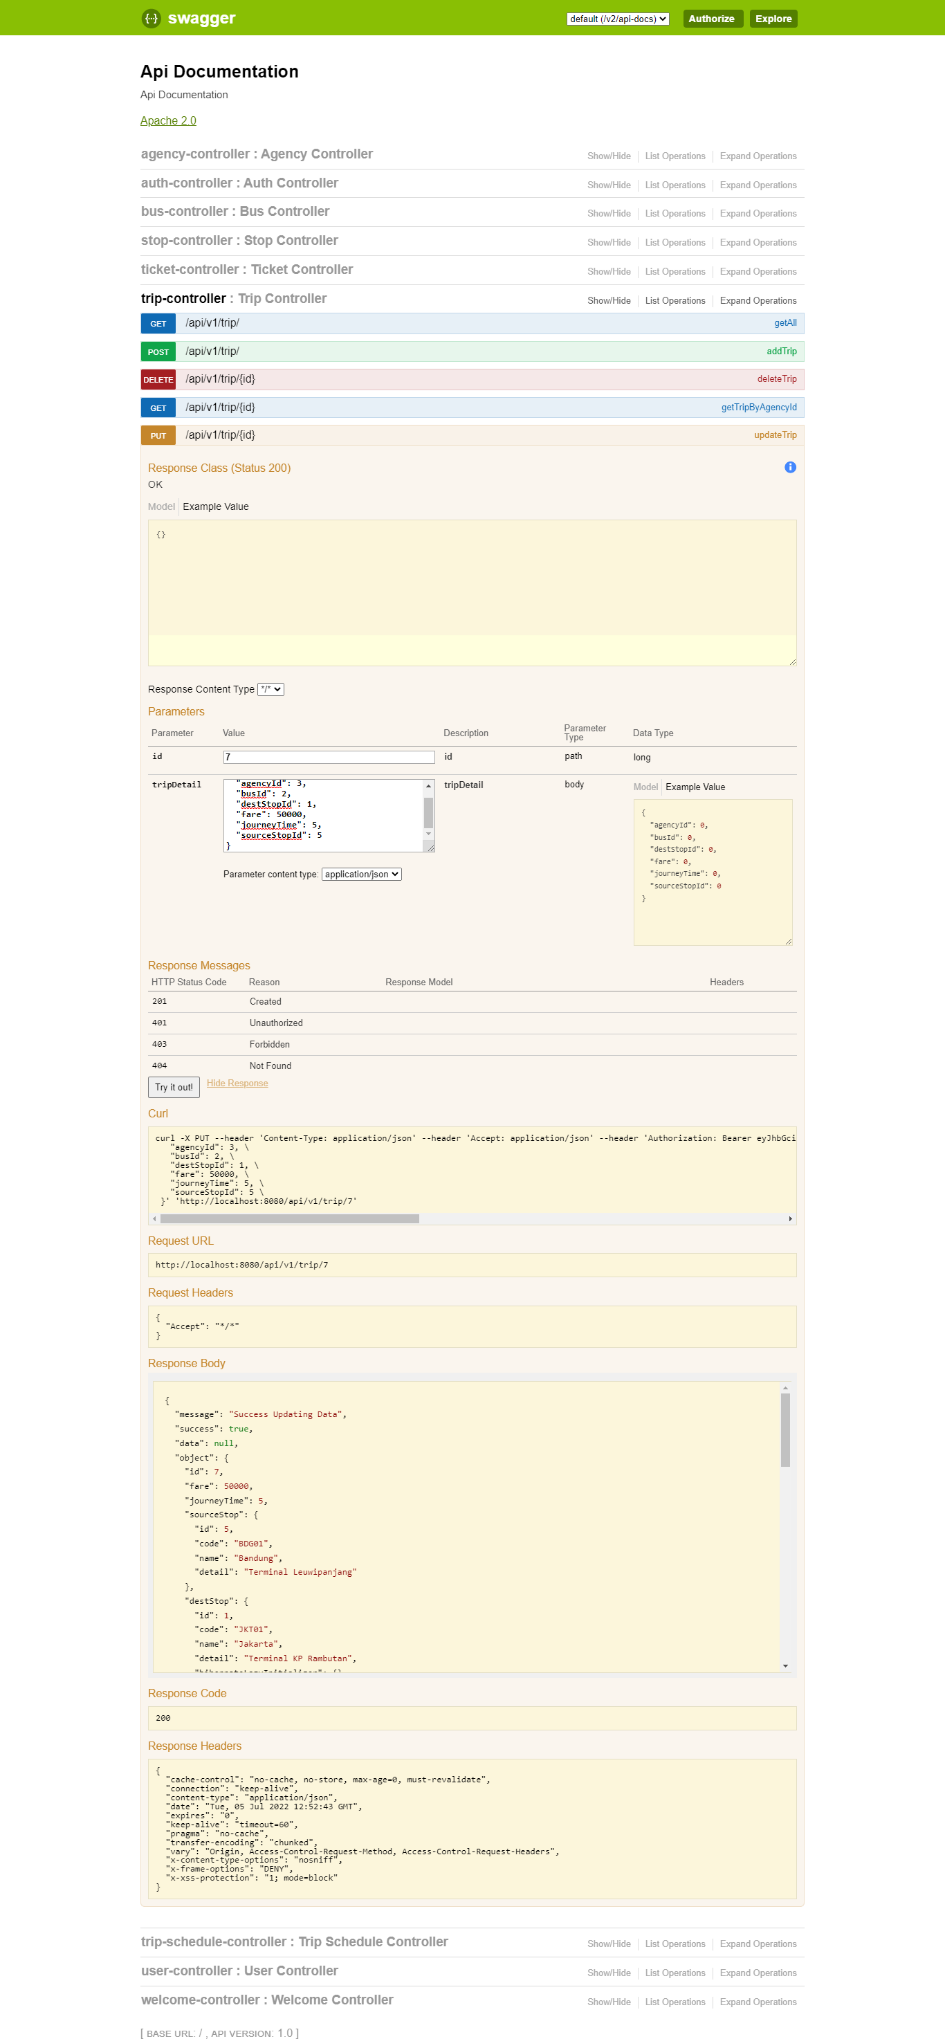 {··} swagger default (/v2/api-docs) Authorize Explore
Api Documentation
Api Documentation
Apache 2.0
agency-controller : Agency Controller Show/Hide List Operations Expand Operations
auth-controller : Auth Controller Show/Hide List Operations Expand Operations
bus-controller : Bus Controller Show/Hide List Operations Expand Operations
stop-controller : Stop Controller Show/Hide List Operations Expand Operations
ticket-controller : Ticket Controller Show/Hide List Operations Expand Operations
trip-controller : Trip Controller Show/Hide List Operations Expand Operations
GET /api/v1/trip/ getAll
POST /api/v1/trip/ addTrip
DELETE /api/v1/trip/{id} deleteTrip
GET /api/v1/trip/{id} getTripByAgencyId
PUT /api/v1/trip/{id} updateTrip
Response Class (Status 200)
OK
Model Example Value
{}
Response Content Type */*
Parameters
Parameter Value Description Parameter Type Data Type
id 7 id path long
tripDetail tripDetail body Model Example Value
"agencyId": 3,
"busId": 2,
"destStopId": 1,
"fare": 50000,
"journeyTime": 5,
"sourceStopId": 5
}
Parameter content type: application/json
{
"agencyId": 0,
"busId": 0,
"destStopId": 0,
"fare": 0,
"journeyTime": 0,
"sourceStopId": 0
}
Response Messages
HTTP Status Code Reason Response Model Headers
201 Created
401 Unauthorized
403 Forbidden
404 Not Found
Try it out! Hide Response
Curl
curl -X PUT --header 'Content-Type: application/json' --header 'Accept: application/json' --header 'Authorization: Bearer eyJhbGci
"agencyId": 3, \
"busId": 2, \
"destStopId": 1, \
"fare": 50000, \
"journeyTime": 5, \
"sourceStopId": 5 \
}' 'http://localhost:8080/api/v1/trip/7'
Request URL
http://localhost:8080/api/v1/trip/7
Request Headers
{
"Accept": "*/*"
}
Response Body
{
"message": "Success Updating Data",
"success": true,
"data": null,
"object": {
"id": 7,
"fare": 50000,
"journeyTime": 5,
"sourceStop": {
"id": 5,
"code": "BDG01",
"name": "Bandung",
"detail": "Terminal Leuwipanjang"
},
"destStop": {
"id": 1,
"code": "JKT01",
"name": "Jakarta",
"detail": "Terminal KP Rambutan",
Response Code
200
Response Headers
{
"cache-control": "no-cache, no-store, max-age=0, must-revalidate",
"connection": "keep-alive",
"content-type": "application/json",
"date": "Tue, 05 Jul 2022 12:52:43 GMT",
"expires": "0",
"keep-alive": "timeout=60",
"pragma": "no-cache",
"transfer-encoding": "chunked",
"vary": "Origin, Access-Control-Request-Method, Access-Control-Request-Headers",
"x-content-type-options": "nosniff",
"x-frame-options": "DENY",
"x-xss-protection": "1; mode=block"
}
trip-schedule-controller : Trip Schedule Controller Show/Hide List Operations Expand Operations
user-controller : User Controller Show/Hide List Operations Expand Operations
welcome-controller : Welcome Controller Show/Hide List Operations Expand Operations
[ BASE URL: / , API VERSION: 1.0 ]